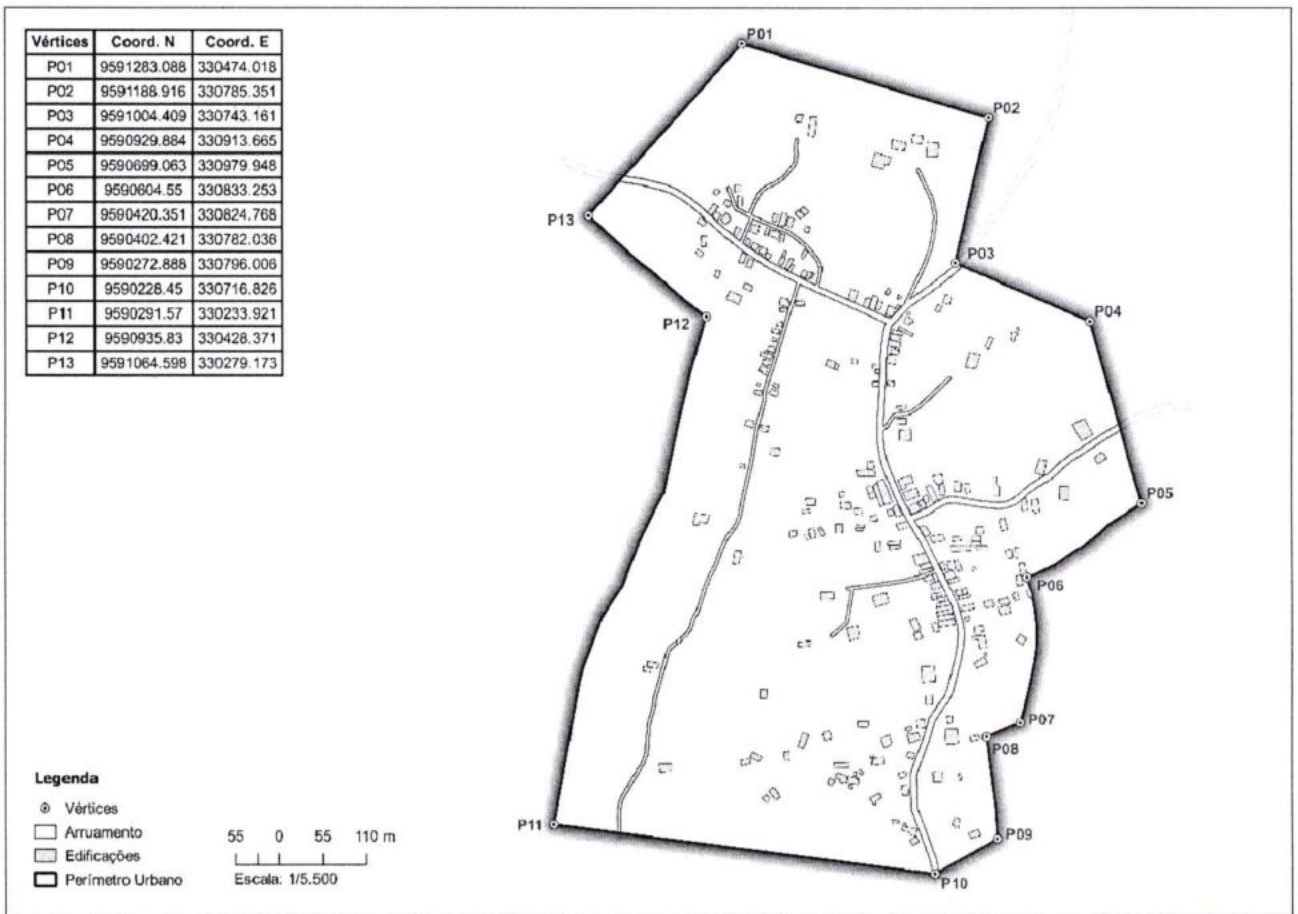 Vértices Coord. N Coord. E
P01 9591283.088 330474.018
P02 9591188.916 330785.351
P03 9591004.409 330743.161
P04 9590929.884 330913.665
P05 9590699.063 330979.948
P06 9590604.55 330833.253
P07 9590420.351 330824.768
P08 9590402.421 330782.036
P09 9590272.888 330796.006
P10 9590228.45 330716.826
P11 9590291.57 330233.921
P12 9590935.83 330428.371
P13 9591064.598 330279.173
P01
P02
P13
P03
P12
P04
P05
P06
P07
P08
P11
P09
P10
Legenda
Vértices
Arruamento
Edificações
Perímetro Urbano
55 0 55 110 m
Escala: 1/5.500